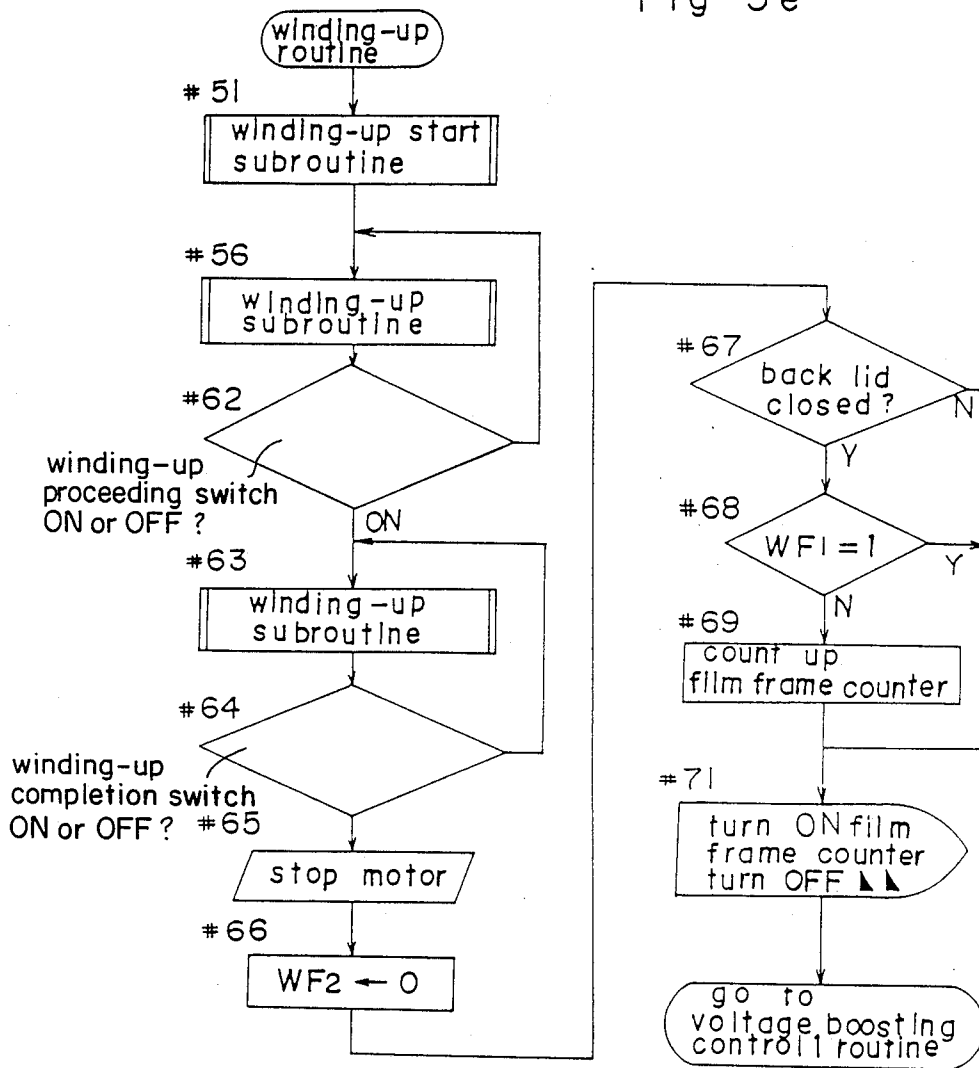 Fig 5e
winding-up
routine
#51
winding-up start
subroutine
#56
winding-up
subroutine
#62
winding-up
proceeding switch
ON or OFF ?
ON
#63
winding-up
subroutine
#64
winding-up
completion switch
ON or OFF ?
#65
stop motor
#66
WF2 ← 0
#67
back lid
closed ?
N
Y
#68
WF1 = 1
Y
N
#69
count up
film frame counter
#71
turn ON film
frame counter
turn OFF
go to
voltage boosting
control 1 routine